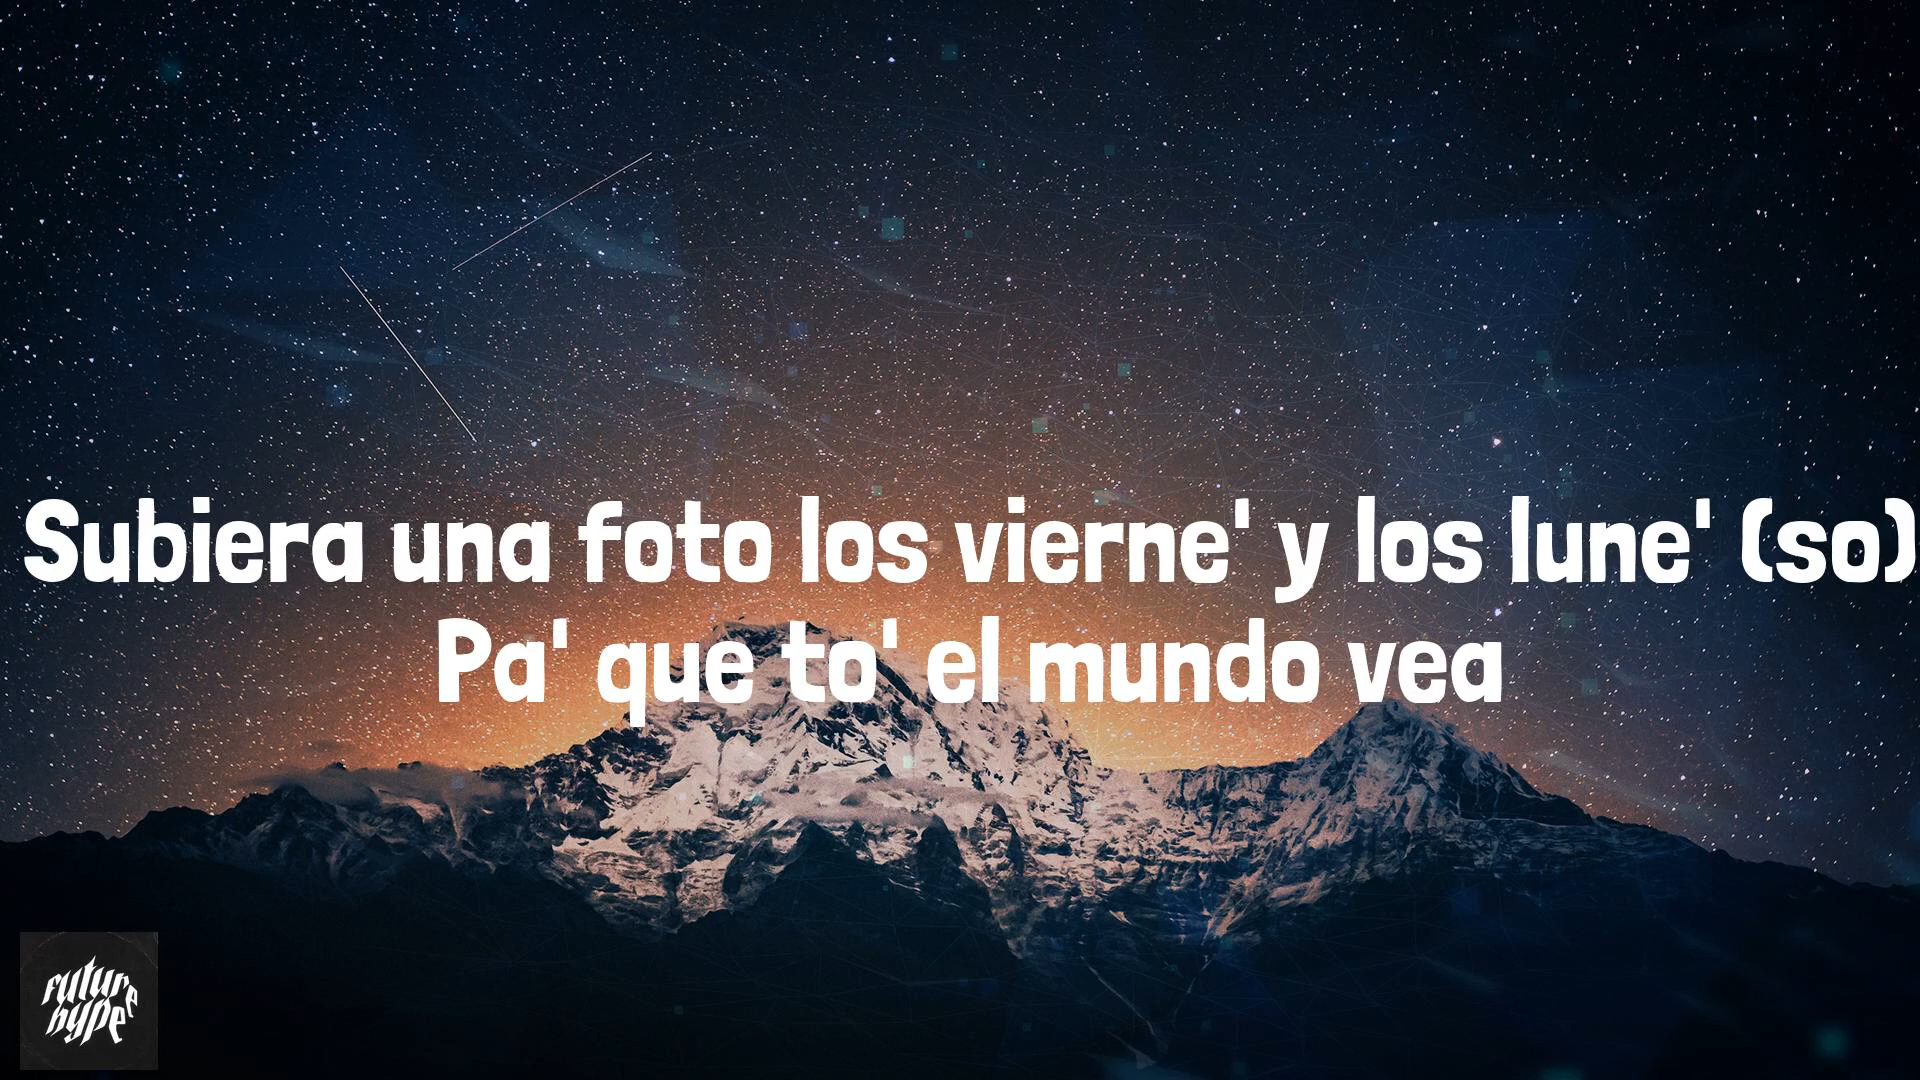 Subiera una foto los vierne' y los lune' (so)
Pa' que to' el mundo vea
future
hype